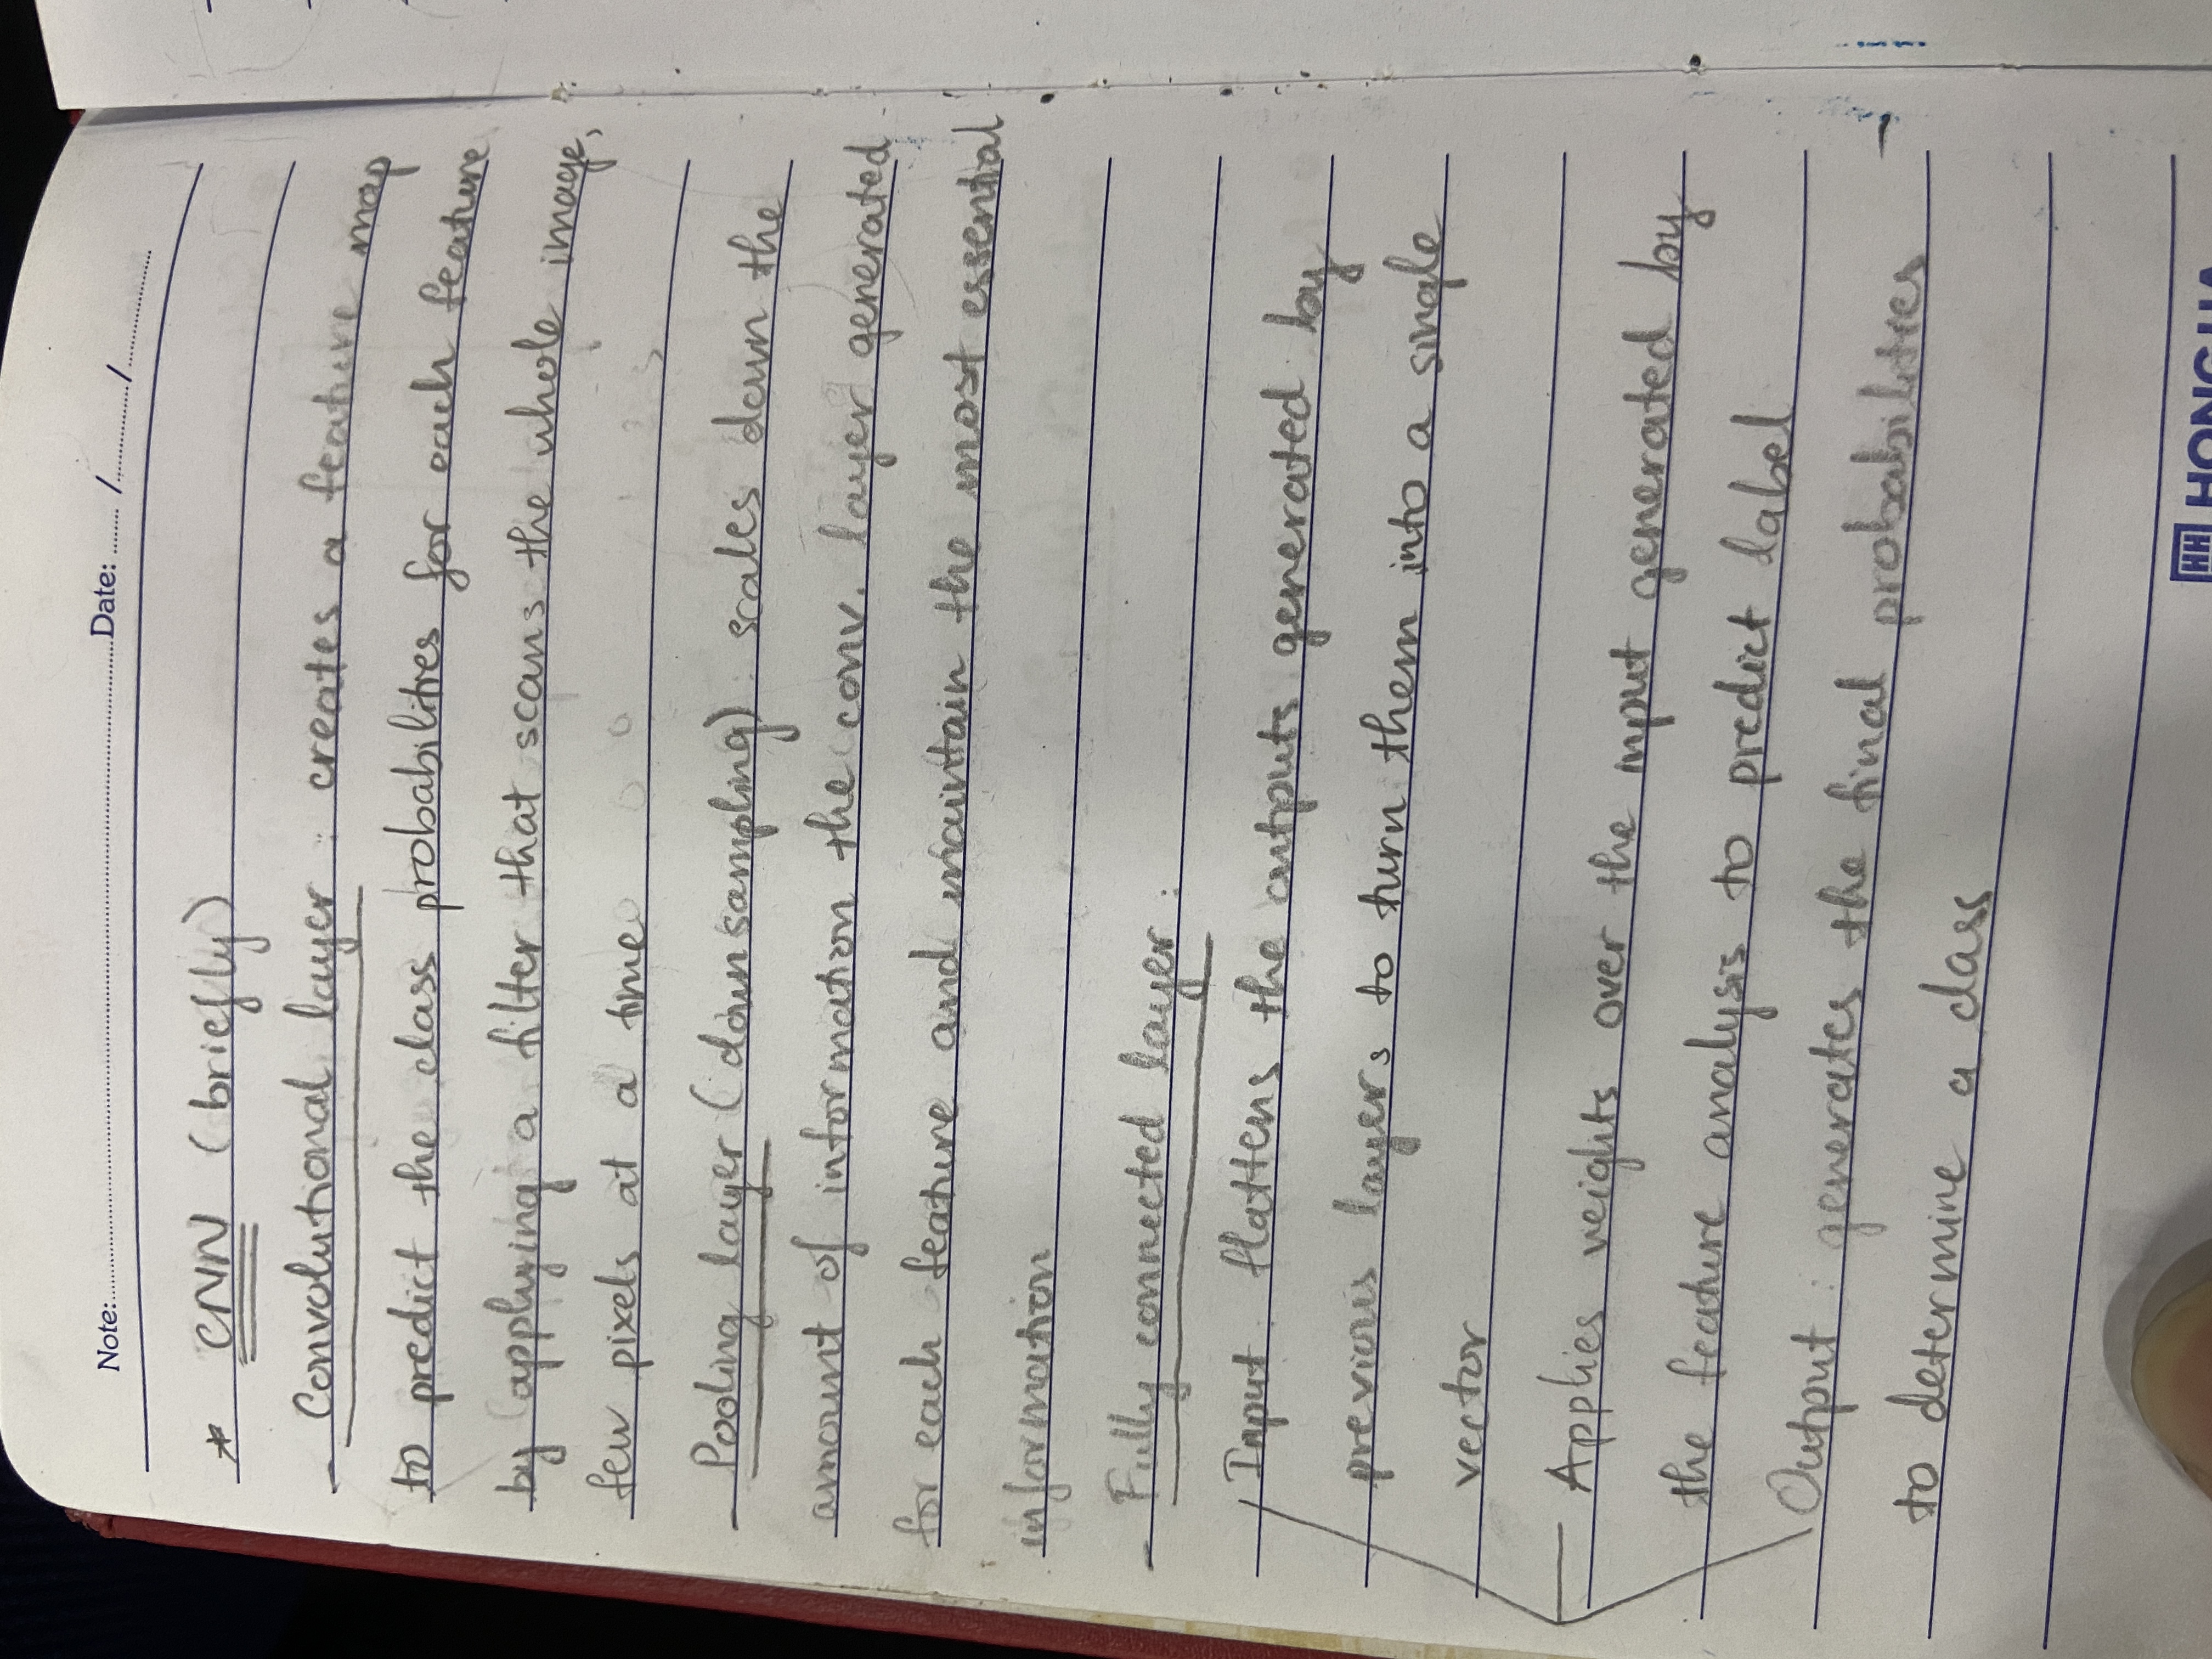 Note:.......... Date: ...... /........../..........
* CNN (briefly)
- Convolutional layer : creates a feature map
to predict the class probabilities for each feature
by applying a filter that scans the whole image,
few pixels at a time
- Pooling layer (downsampling) : scales down the
amount of information the conv. layer generated
for each feature and maintain the most essential
information
- Fully connected layer :
Input : flattens the outputs generated by
previous layers to turn them into a single
vector
Applies weights over the input generated by
the feature analysis to predict label
Output : generates the final probabilities
to determine a class
HH HONG HA